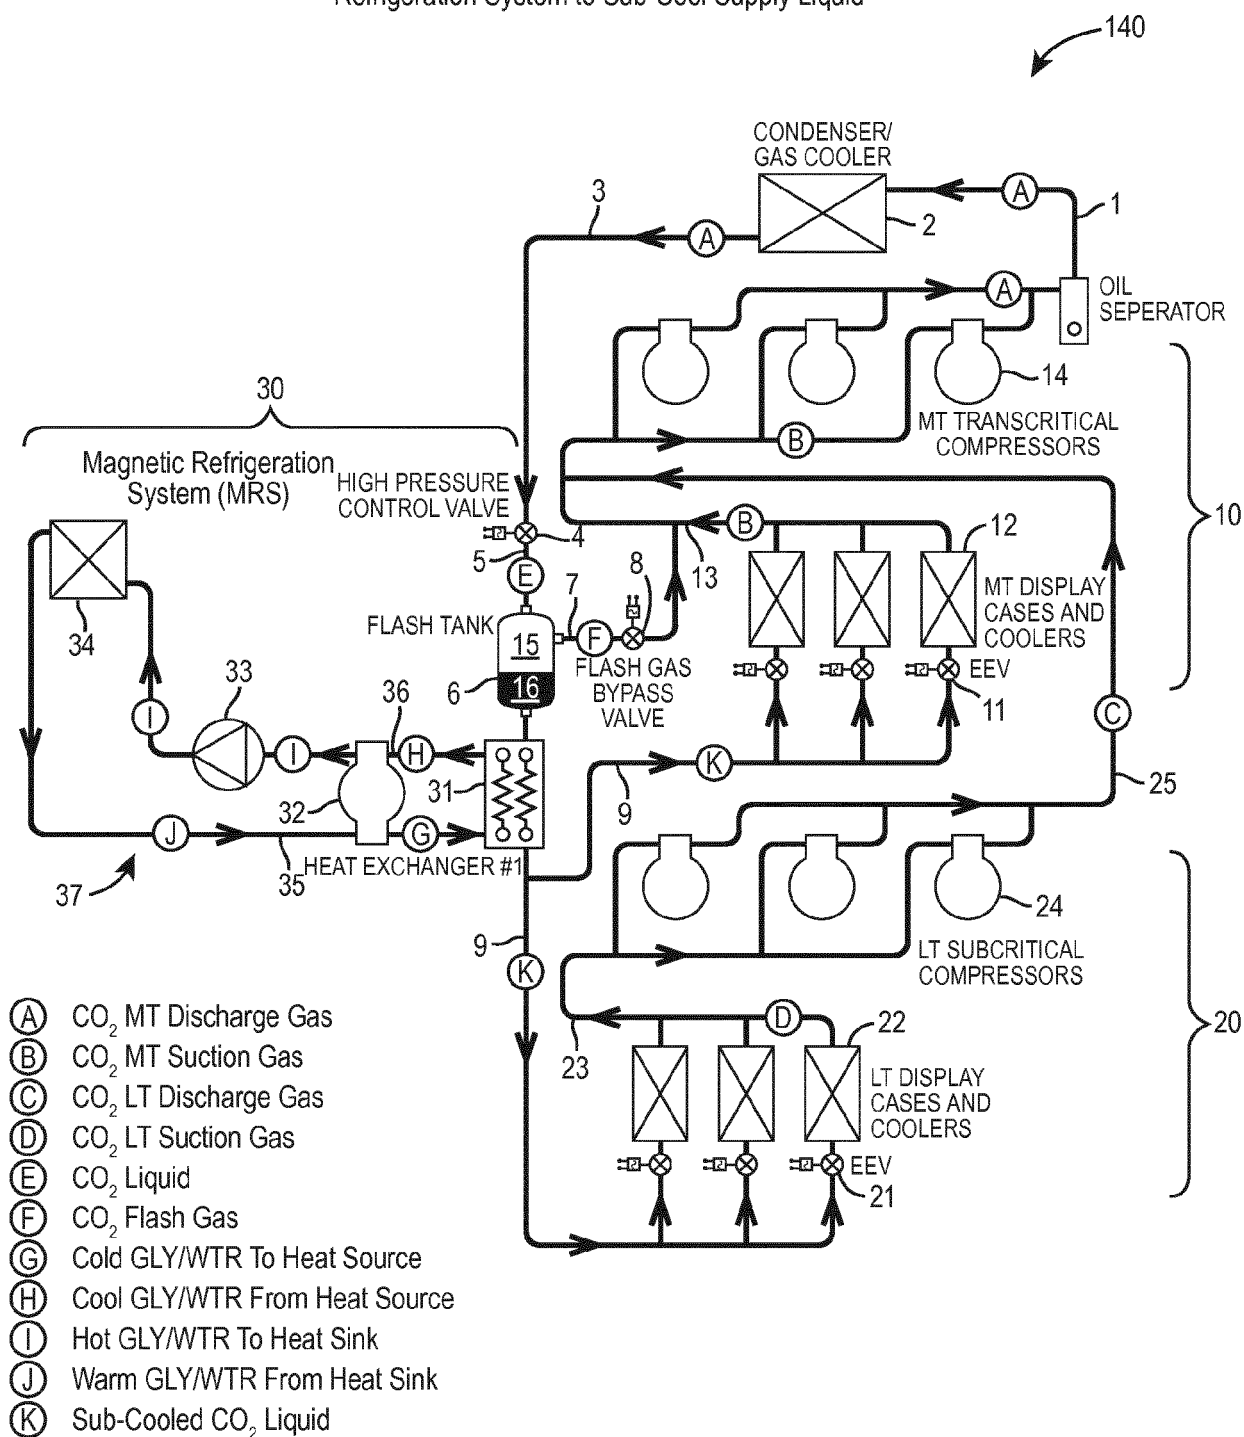 Refrigeration System to Sub-Cool Supply Liquid
140
CONDENSER/
GAS COOLER
A
1
3
A
2
A
OIL
SEPERATOR
14
30
MT TRANSCRITICAL
COMPRESSORS
B
Magnetic Refrigeration
System (MRS)
HIGH PRESSURE
CONTROL VALVE
4
B
12
10
5
E
7
8
13
MT DISPLAY
CASES AND
COOLERS
34
FLASH TANK
15
F
FLASH GAS
BYPASS
VALVE
EEV
33
36
6
16
11
C
I
I
H
31
K
9
25
32
J
G
35
HEAT EXCHANGER #1
37
24
9
LT SUBCRITICAL
COMPRESSORS
K
D
22
20
23
LT DISPLAY
CASES AND
COOLERS
EEV
21
A CO2 MT Discharge Gas
B CO2 MT Suction Gas
C CO2 LT Discharge Gas
D CO2 LT Suction Gas
E CO2 Liquid
F CO2 Flash Gas
G Cold GLY/WTR To Heat Source
H Cool GLY/WTR From Heat Source
I Hot GLY/WTR To Heat Sink
J Warm GLY/WTR From Heat Sink
K Sub-Cooled CO2 Liquid